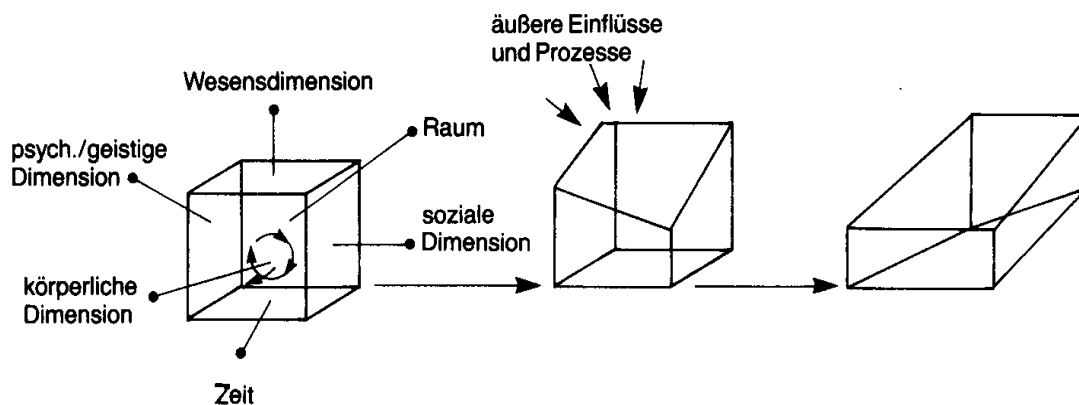 äußere Einflüsse
und Prozesse
Wesensdimension
Raum
psych./geistige
Dimension
soziale
Dimension
körperliche
Dimension
Zeit